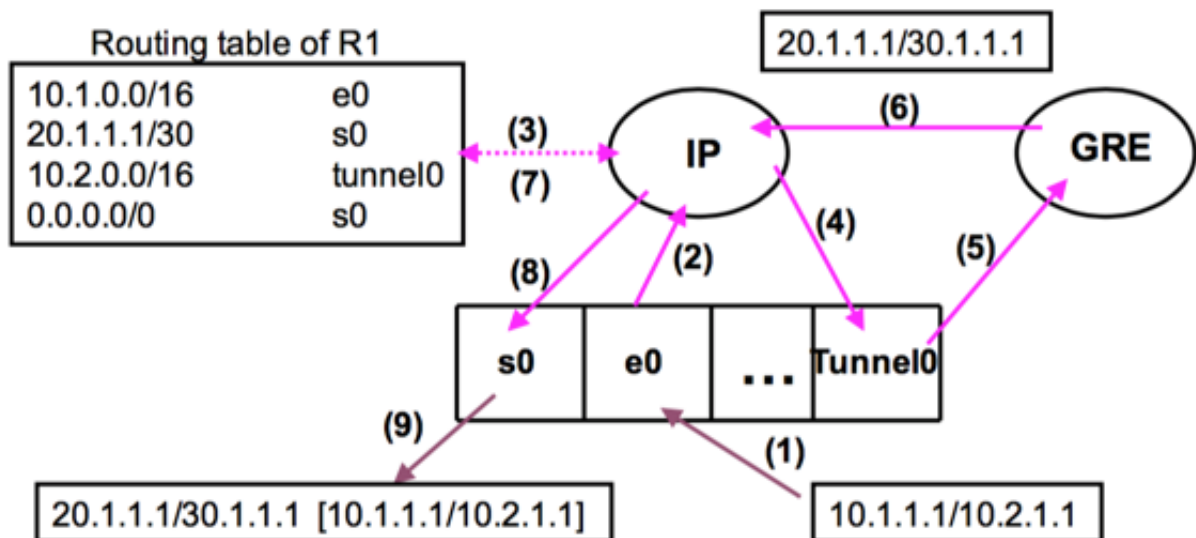 Routing table of R1
20.1.1.1/30.1.1.1
10.1.0.0/16 e0
20.1.1.1/30 s0
10.2.0.0/16 tunnel0
0.0.0.0/0 s0
(3)
(7)
IP
(6)
GRE
(8)
(2)
(4)
(5)
s0
e0
...
Tunnel0
(9)
(1)
20.1.1.1/30.1.1.1 [10.1.1.1/10.2.1.1]
10.1.1.1/10.2.1.1